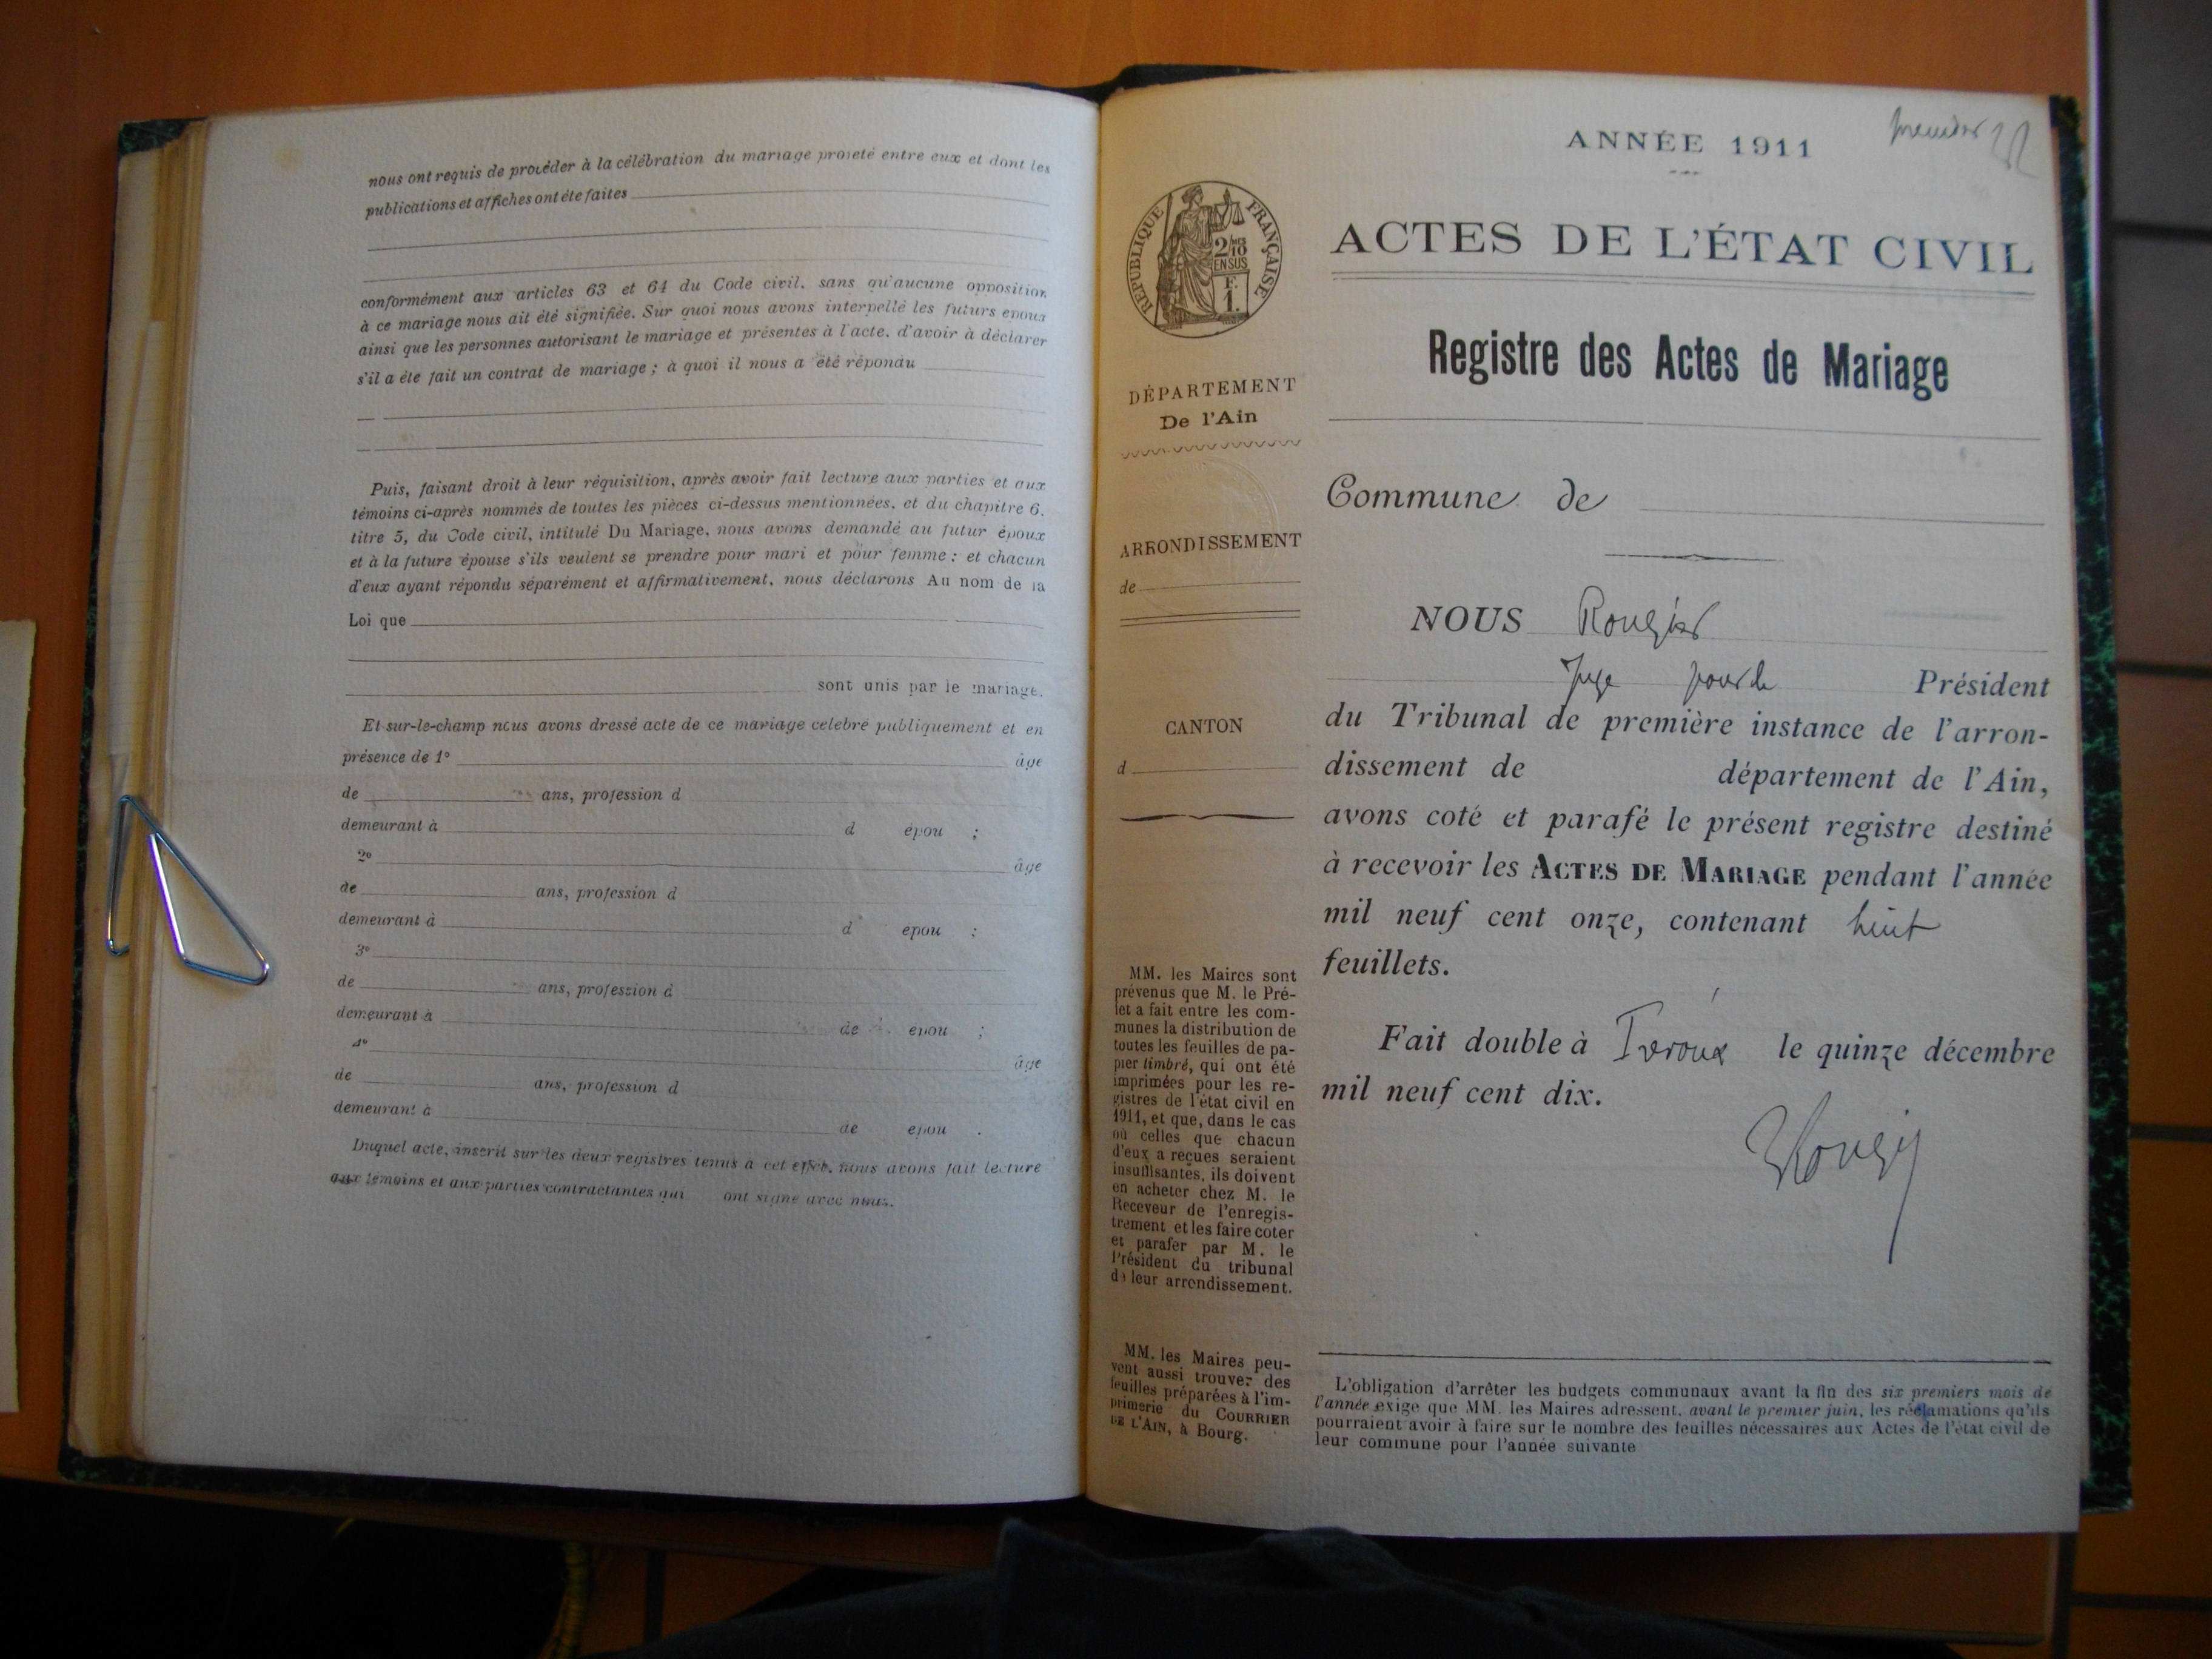 nous ont requis de procéder à la célébration du mariage projeté entre eux et dont les
publications et affiches ont été faites
conformément aux articles 63 et 64 du Code civil, sans qu'aucune opposition
à ce mariage nous ait été signifiée. Sur quoi nous avons interpellé les futurs époux
ainsi que les personnes autorisant le mariage et présentes à l'acte, d'avoir à déclarer
s'il a été fait un contrat de mariage ; à quoi il nous a été répondu
Puis, faisant droit à leur réquisition, après avoir fait lecture aux parties et aux
témoins ci-après nommés de toutes les pièces ci-dessus mentionnées, et du chapitre 6,
titre 5, du Code civil, intitulé Du Mariage, nous avons demandé au futur époux
et à la future épouse s'ils veulent se prendre pour mari et pour femme ; et chacun
d'eux ayant répondu séparément et affirmativement, nous déclarons Au nom de la
Loi que
sont unis par le mariage.
Et sur-le-champ nous avons dressé acte de ce mariage célébré publiquement et en
présence de 1° âgé
de ans, profession d
demeurant à d épou ;
2° âgé
de ans, profession d
demeurant à d épou ;
3°
de ans, profession d
demeurant à de épou ;
4° âgé
de ans, profession d
demeurant à de épou .
Duquel acte, inscrit sur les deux registres tenus à cet effet, nous avons fait lecture
aux témoins et aux parties contractantes qui ont signé avec nous.
ANNÉE 1911
premier
RÉPUBLIQUE FRANÇAISE
2/10
EN SUS
F.
1.
ACTES DE L'ÉTAT CIVIL
Registre des Actes de Mariage
DÉPARTEMENT
De l'Ain
ARRONDISSEMENT
de
CANTON
d
MM. les Maires sont
prévenus que M. le Pré-
fet a fait entre les com-
munes la distribution de
toutes les feuilles de pa-
pier timbré, qui ont été
imprimées pour les re-
gistres de l'état civil en
1911, et que, dans le cas
où celles que chacun
d'eux a reçues seraient
insuffisantes, ils doivent
en acheter chez M. le
Receveur de l'enregis-
trement et les faire coter
et parafer par M. le
Président du tribunal
de leur arrondissement.
MM. les Maires peu-
vent aussi trouver des
feuilles préparées à l'im-
primerie du COURRIER
DE L'AIN, à Bourg.
Commune de
NOUS Rougier
Juge pour le Président
du Tribunal de première instance de l'arron-
dissement de département de l'Ain,
avons coté et parafé le présent registre destiné
à recevoir les ACTES DE MARIAGE pendant l'année
mil neuf cent onze, contenant huit
feuillets.
Fait double à Trévoux le quinze décembre
mil neuf cent dix.
Rougier
L'obligation d'arrêter les budgets communaux avant la fin des six premiers mois de
l'année exige que MM. les Maires adressent, avant le premier juin, les réclamations qu'ils
pourraient avoir à faire sur le nombre des feuilles nécessaires aux Actes de l'état civil de
leur commune pour l'année suivante